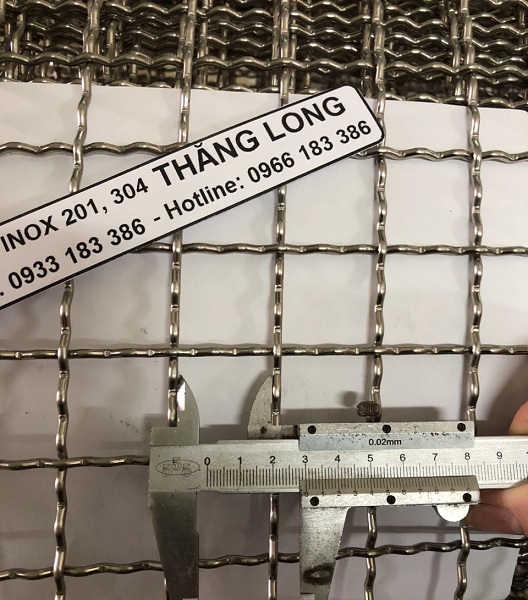 INOX 201, 304 THĂNG LONG
. 0933 183 386 - Hotline: 0966 183 386
0.02mm
0 1 2 3 4 5 6 7 8 9